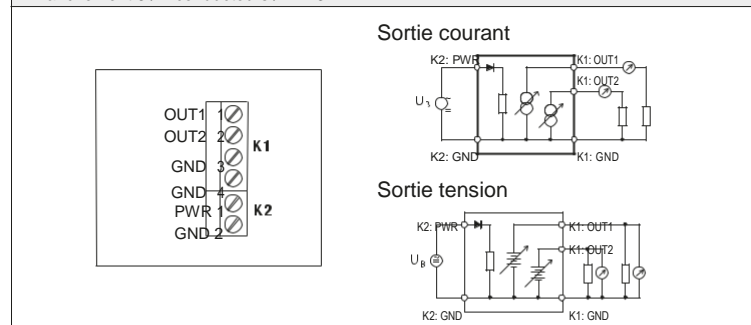 Sortie courant
K2: PWR
K1: OUT1
K1: OUT2
K2: GND
K1: GND
OUT1 1
OUT2 2
GND 3
GND 4
K1
PWR 1
GND 2
K2
Sortie tension
K2: PWR
K1: OUT1
K1: OUT2
U B
K2: GND
K1: GND